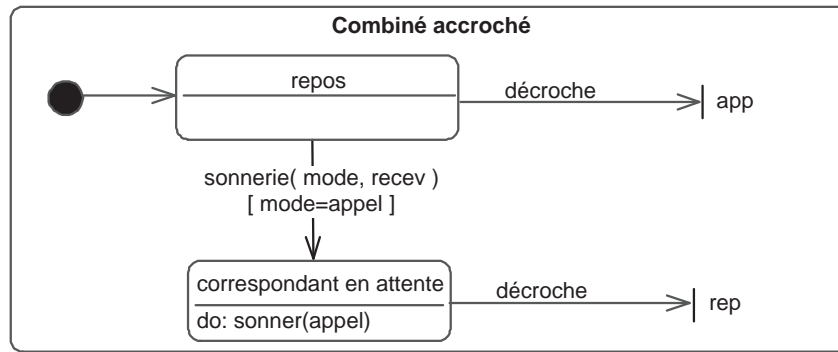 Combiné accroché
repos
décroche
app
sonnerie( mode, recev )
[ mode=appel ]
correspondant en attente
do: sonner(appel)
décroche
rep